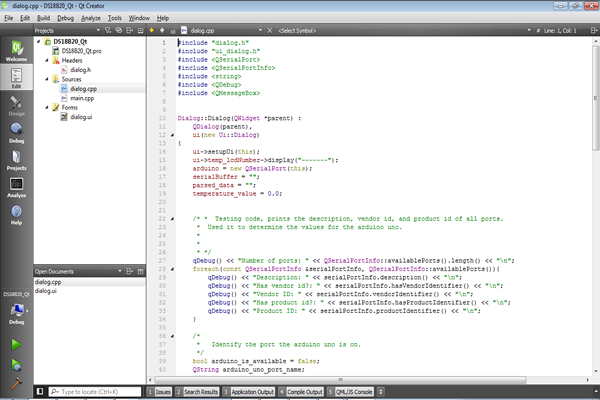 dialog.cpp - DS18B20_Qt - Qt Creator
File Edit Build Debug Analyze Tools Window Help
Projects
dialog.cpp
<Select Symbol>
# Line: 1, Col: 1
Welcome
Edit
Design
Debug
Projects
Analyze
Help
DS18B20_Qt
Debug
DS18B20_Qt
DS18B20_Qt.pro
Headers
dialog.h
Sources
dialog.cpp
main.cpp
Forms
dialog.ui
Open Documents
dialog.cpp
dialog.ui
1 #include "dialog.h"
2 #include "ui_dialog.h"
3 #include <QSerialPort>
4 #include <QSerialPortInfo>
5 #include <string>
6 #include <QDebug>
7 #include <QMessageBox>
8
9
10 Dialog::Dialog(QWidget *parent) :
11 QDialog(parent),
12 ui(new Ui::Dialog)
13 {
14 ui->setupUi(this);
15 ui->temp_lcdNumber->display("-------");
16 arduino = new QSerialPort(this);
17 serialBuffer = "";
18 parsed_data = "";
19 temperature_value = 0.0;
20
21
22 /* * Testing code, prints the description, vendor id, and product id of all ports.
23 * Used it to determine the values for the arduino uno.
24 *
25 *
26 * */
27 qDebug() << "Number of ports: " << QSerialPortInfo::availablePorts().length() << "\n";
28 foreach(const QSerialPortInfo &serialPortInfo, QSerialPortInfo::availablePorts()){
29 qDebug() << "Description: " << serialPortInfo.description() << "\n";
30 qDebug() << "Has vendor id?: " << serialPortInfo.hasVendorIdentifier() << "\n";
31 qDebug() << "Vendor ID: " << serialPortInfo.vendorIdentifier() << "\n";
32 qDebug() << "Has product id?: " << serialPortInfo.hasProductIdentifier() << "\n";
33 qDebug() << "Product ID: " << serialPortInfo.productIdentifier() << "\n";
34 }
35
36 /*
37 * Identify the port the arduino uno is on.
38 */
39 bool arduino_is_available = false;
40 QString arduino_uno_port_name;
Type to locate (Ctrl+K)
1 Issues 2 Search Results 3 Application Output 4 Compile Output 5 QML/JS Console